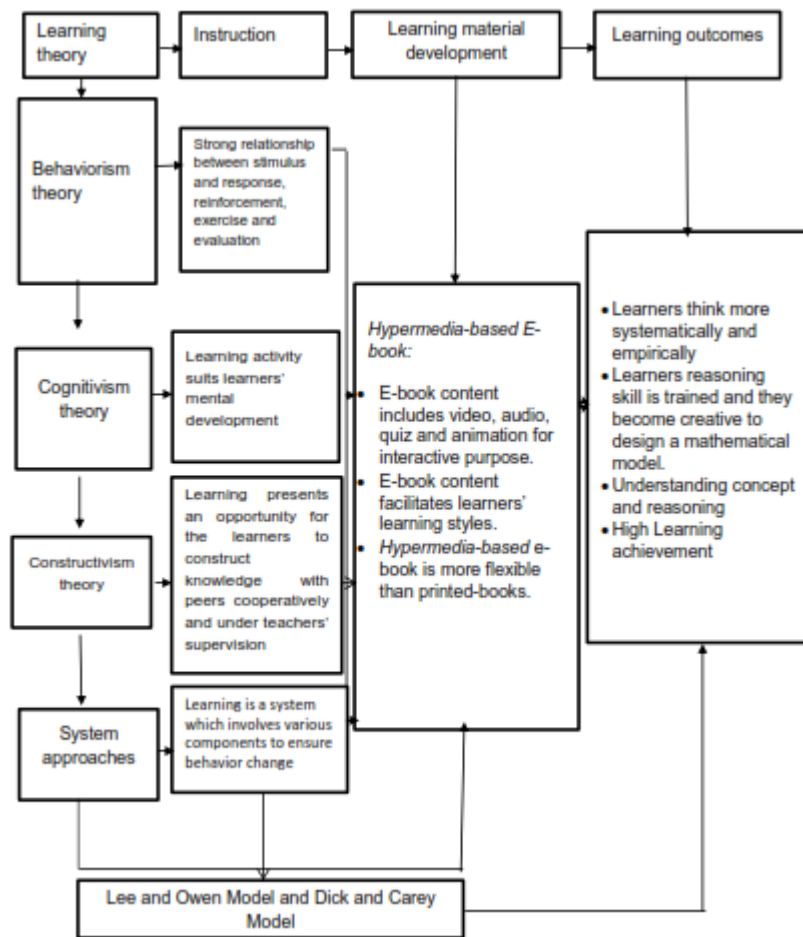 Learning
theory
Instruction
Learning material
development
Learning outcomes
Behaviorism
theory
Strong relationship
between stimulus
and response,
reinforcement,
exercise and
evaluation
Cognitivism
theory
Learning activity
suits learners'
mental
development
Constructivism
theory
Learning presents
an opportunity for
the learners to
construct
knowledge with
peers cooperatively
and under teachers'
supervision
System
approaches
Learning is a system
which involves various
components to ensure
behavior change
Hypermedia-based E-
book:
• E-book content
includes video, audio,
quiz and animation for
interactive purpose.
• E-book content
facilitates learners'
learning styles.
• Hypermedia-based e-
book is more flexible
than printed-books.
• Learners think more
systematically and
empirically
• Learners reasoning
skill is trained and they
become creative to
design a mathematical
model.
• Understanding concept
and reasoning
• High Learning
achievement
Lee and Owen Model and Dick and Carey
Model